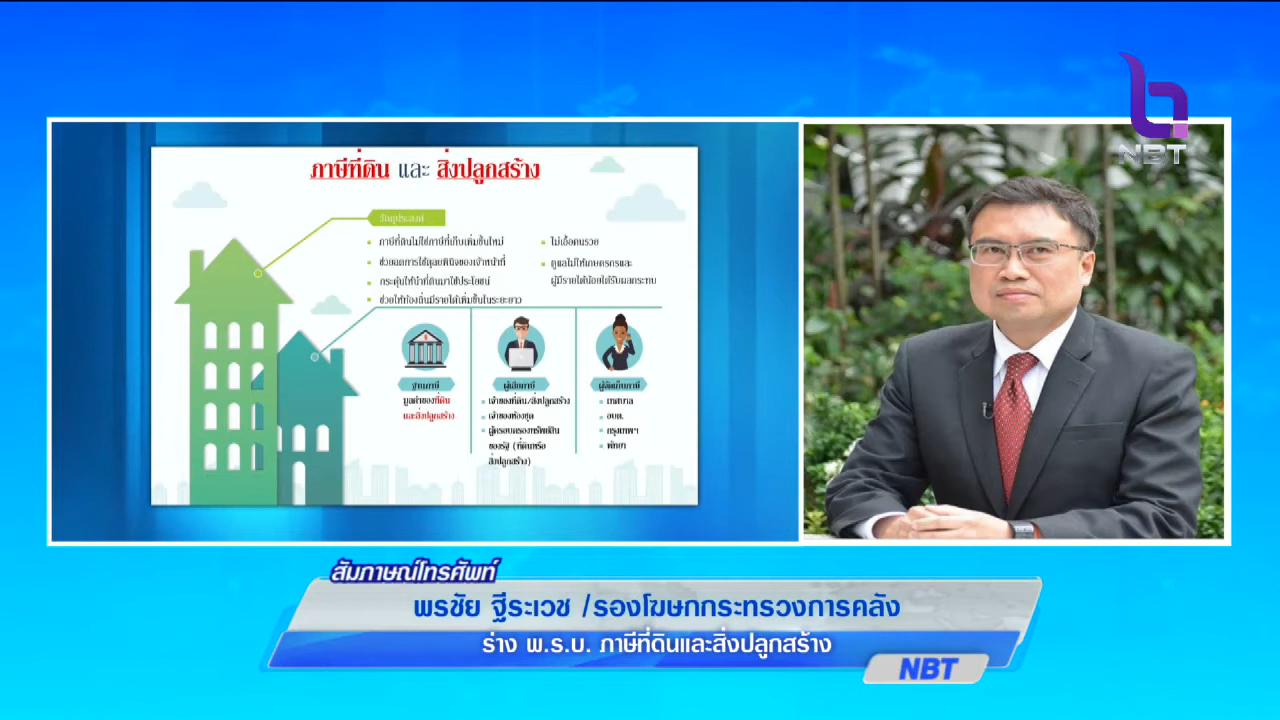 NBT
ภาษีที่ดิน และ สิ่งปลูกสร้าง
วัตถุประสงค์
ภาษีที่ดินไม่ใช่ภาษีที่เก็บเพิ่มขึ้นใหม่
ช่วยลดการใช้ดุลยพินิจของเจ้าหน้าที่
กระตุ้นให้นำที่ดินมาใช้ประโยชน์
ช่วยให้ท้องถิ่นมีรายได้เพิ่มขึ้นในระยะยาว
ไม่เอื้อคนรวย
ดูแลไม่ให้เกษตรกรและ
ผู้มีรายได้น้อยได้รับผลกระทบ
ฐานภาษี
มูลค่าของที่ดิน
และสิ่งปลูกสร้าง
ผู้เสียภาษี
เจ้าของที่ดิน/สิ่งปลูกสร้าง
เจ้าของห้องชุด
ผู้ครอบครองทรัพย์สิน
ของรัฐ (ที่ดินหรือ
สิ่งปลูกสร้าง)
ผู้จัดเก็บภาษี
เทศบาล
อบต.
กรุงเทพฯ
พัทยา
สัมภาษณ์โทรศัพท์
พรชัย ฐีระเวช /รองโฆษกกระทรวงการคลัง
ร่าง พ.ร.บ. ภาษีที่ดินและสิ่งปลูกสร้าง
NBT